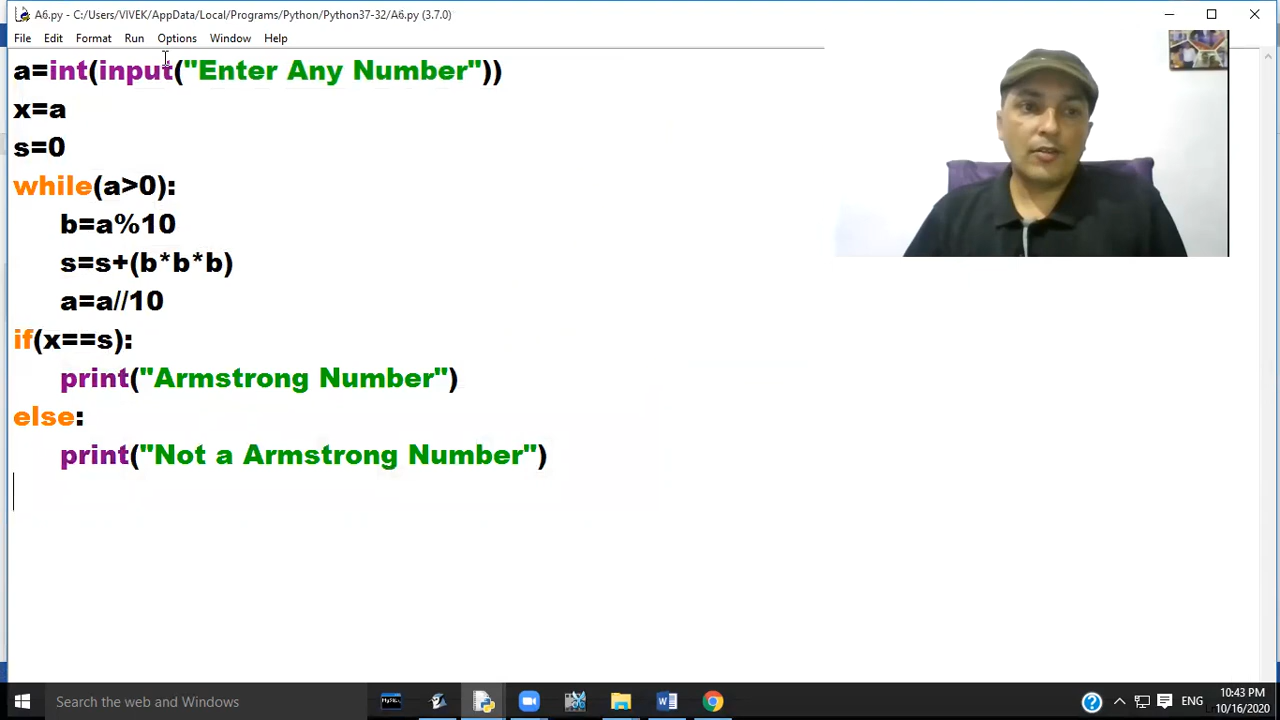 A6.py - C:/Users/VIVEK/AppData/Local/Programs/Python/Python37-32/A6.py (3.7.0)
File Edit Format Run Options Window Help
a=int(input("Enter Any Number"))
x=a
s=0
while(a>0):
    b=a%10
    s=s+(b*b*b)
    a=a//10
if(x==s):
    print("Armstrong Number")
else:
    print("Not a Armstrong Number")
Search the web and Windows
MySQL
ENG
10:43 PM
10/16/2020